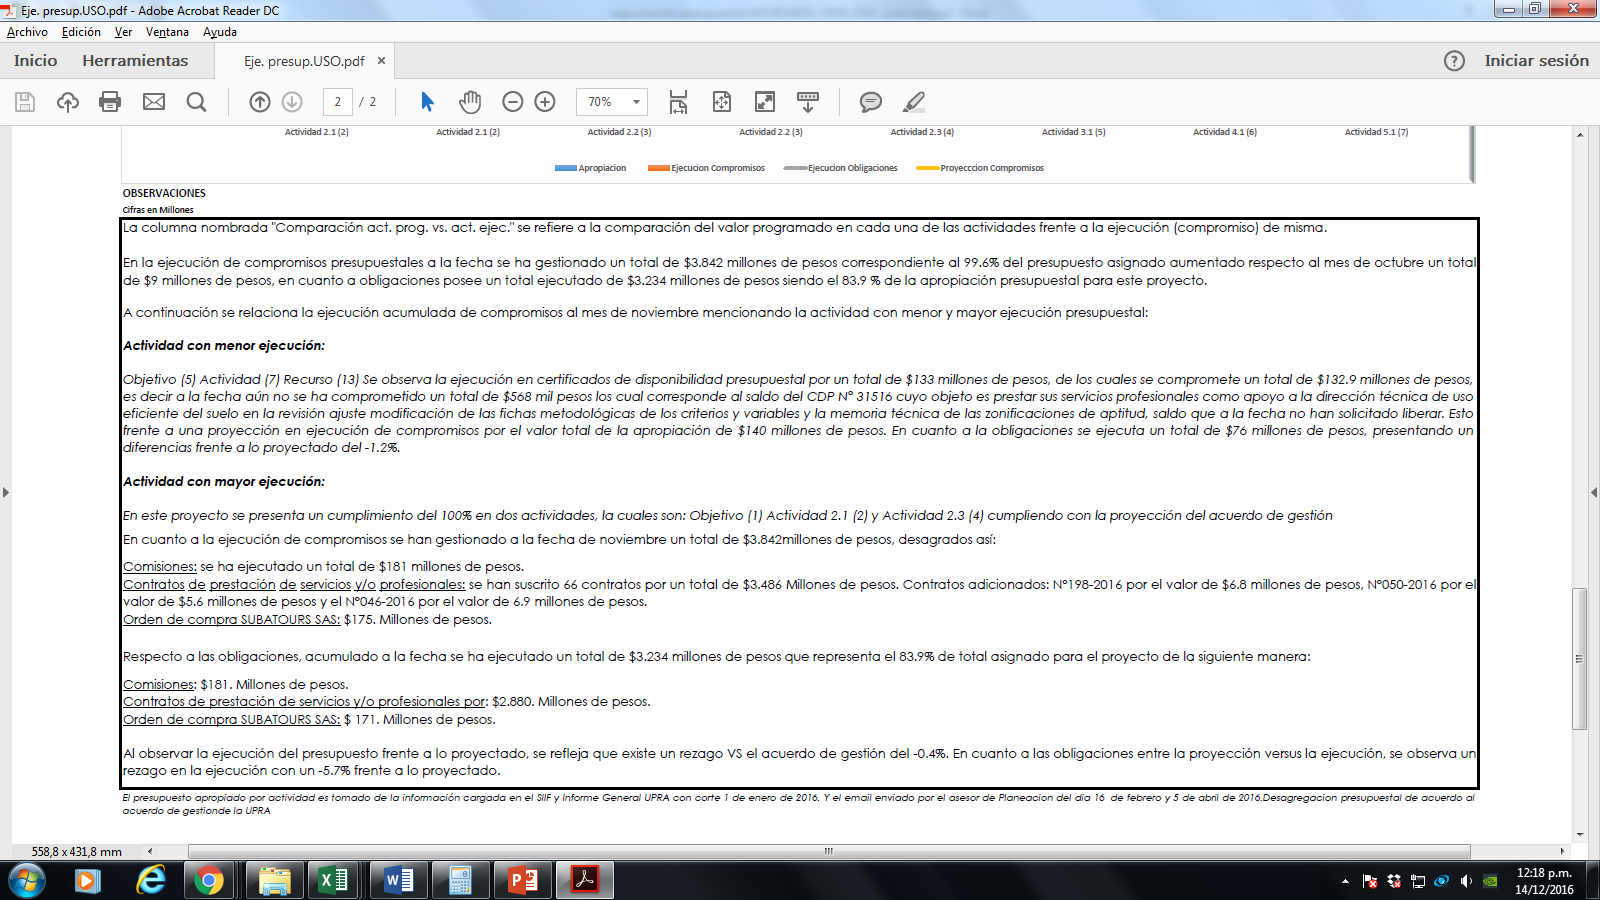 Eje. presup.USO.pdf - Adobe Acrobat Reader DC
Archivo Edición Ver Ventana Ayuda
Inicio Herramientas Eje. presup.USO.pdf × ? Iniciar sesión
2 / 2 70%
Actividad 2.1 (2) Actividad 2.1 (2) Actividad 2.2 (3) Actividad 2.2 (3) Actividad 2.3 (4) Actividad 3.1 (5) Actividad 4.1 (6) Actividad 5.1 (7)
Apropiacion Ejecucion Compromisos Ejecucion Obligaciones Proyecccion Compromisos
OBSERVACIONES
Cifras en Millones
La columna nombrada "Comparación act. prog. vs. act. ejec." se refiere a la comparación del valor programado en cada una de las actividades frente a la ejecución (compromiso) de misma.
En la ejecución de compromisos presupuestales a la fecha se ha gestionado un total de $3.842 millones de pesos correspondiente al 99.6% del presupuesto asignado aumentado respecto al mes de octubre un total
de $9 millones de pesos, en cuanto a obligaciones posee un total ejecutado de $3.234 millones de pesos siendo el 83.9 % de la apropiación presupuestal para este proyecto.
A continuación se relaciona la ejecución acumulada de compromisos al mes de noviembre mencionando la actividad con menor y mayor ejecución presupuestal:
Actividad con menor ejecución:
Objetivo (5) Actividad (7) Recurso (13) Se observa la ejecución en certificados de disponibilidad presupuestal por un total de $133 millones de pesos, de los cuales se compromete un total de $132.9 millones de pesos,
es decir a la fecha aún no se ha comprometido un total de $568 mil pesos los cual corresponde al saldo del CDP N° 31516 cuyo objeto es prestar sus servicios profesionales como apoyo a la dirección técnica de uso
eficiente del suelo en la revisión ajuste modificación de las fichas metodológicas de los criterios y variables y la memoria técnica de las zonificaciones de aptitud, saldo que a la fecha no han solicitado liberar. Esto
frente a una proyección en ejecución de compromisos por el valor total de la apropiación de $140 millones de pesos. En cuanto a la obligaciones se ejecuta un total de $76 millones de pesos, presentando un
diferencias frente a lo proyectado del -1.2%.
Actividad con mayor ejecución:
En este proyecto se presenta un cumplimiento del 100% en dos actividades, la cuales son: Objetivo (1) Actividad 2.1 (2) y Actividad 2.3 (4) cumpliendo con la proyección del acuerdo de gestión
En cuanto a la ejecución de compromisos se han gestionado a la fecha de noviembre un total de $3.842millones de pesos, desagrados así:
Comisiones: se ha ejecutado un total de $181 millones de pesos.
Contratos de prestación de servicios y/o profesionales: se han suscrito 66 contratos por un total de $3.486 Millones de pesos. Contratos adicionados: N°198-2016 por el valor de $6.8 millones de pesos, N°050-2016 por el
valor de $5.6 millones de pesos y el N°046-2016 por el valor de 6.9 millones de pesos.
Orden de compra SUBATOURS SAS: $175. Millones de pesos.
Respecto a las obligaciones, acumulado a la fecha se ha ejecutado un total de $3.234 millones de pesos que representa el 83.9% de total asignado para el proyecto de la siguiente manera:
Comisiones: $181. Millones de pesos.
Contratos de prestación de servicios y/o profesionales por: $2.880. Millones de pesos.
Orden de compra SUBATOURS SAS: $ 171. Millones de pesos.
Al observar la ejecución del presupuesto frente a lo proyectado, se refleja que existe un rezago VS el acuerdo de gestión del -0.4%. En cuanto a las obligaciones entre la proyección versus la ejecución, se observa un
rezago en la ejecución con un -5.7% frente a lo proyectado.
El presupuesto apropiado por actividad es tomado de la información cargada en el SIIF y Informe General UPRA con corte 1 de enero de 2016. Y el email enviado por el asesor de Planeacion del dia 16 de febrero y 5 de abril de 2016.Desagregacion presupuestal de acuerdo al
acuerdo de gestionde la UPRA
558,8 x 431,8 mm
12:18 p.m.
14/12/2016